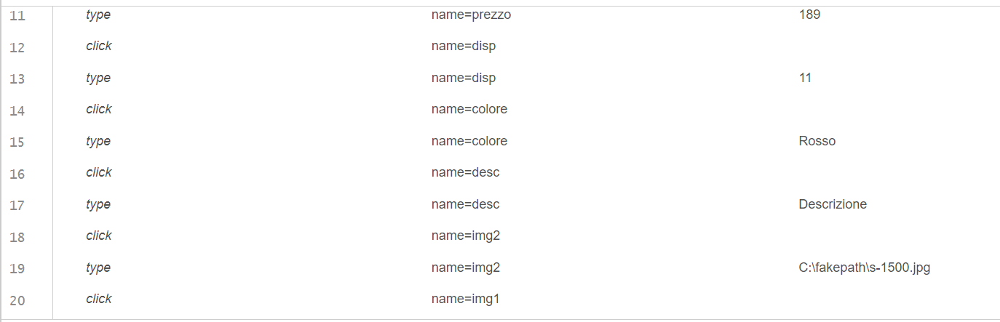 11 type name=prezzo 189
12 click name=disp
13 type name=disp 11
14 click name=colore
15 type name=colore Rosso
16 click name=desc
17 type name=desc Descrizione
18 click name=img2
19 type name=img2 C:\fakepath\s-1500.jpg
20 click name=img1